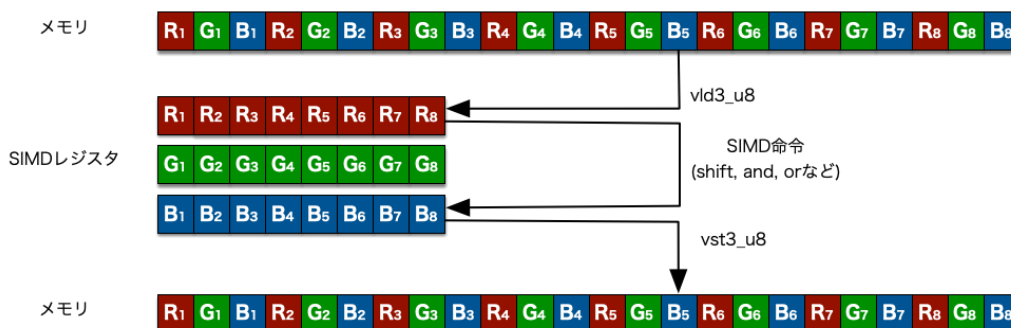 メモリ R1 G1 B1 R2 G2 B2 R3 G3 B3 R4 G4 B4 R5 G5 B5 R6 G6 B6 R7 G7 B7 R8 G8 B8
vld3_u8
R1 R2 R3 R4 R5 R6 R7 R8
SIMDレジスタ G1 G2 G3 G4 G5 G6 G7 G8
SIMD命令
(shift, and, orなど)
B1 B2 B3 B4 B5 B6 B7 B8
vst3_u8
メモリ R1 G1 B1 R2 G2 B2 R3 G3 B3 R4 G4 B4 R5 G5 B5 R6 G6 B6 R7 G7 B7 R8 G8 B8